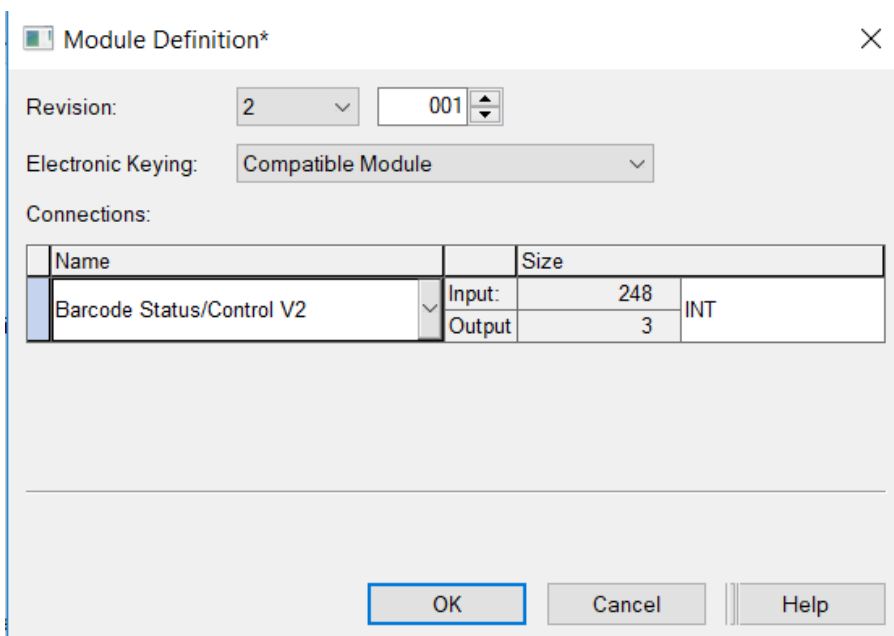 Module Definition*
Revision: 2 001
Electronic Keying: Compatible Module
Connections:
Name Size
Barcode Status/Control V2 Input: 248 INT
Output 3
OK Cancel Help